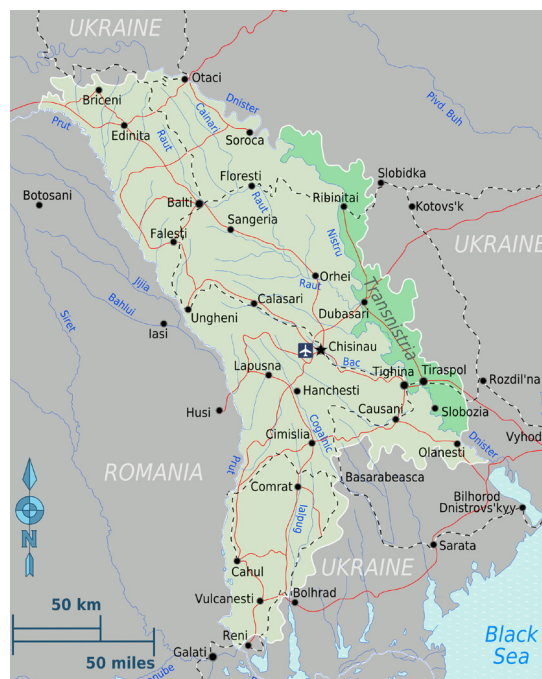 UKRAINE
Otaci
Briceni
Dnister
Cainari
Pivd. Buh
Prut
Edinita
Raut
Soroca
Slobidka
Floresti
Botosani
Balti
Raut
Ribinitai
Kotovs'k
Sangeria
Falesti
Nistru
UKRAINE
Orhei
Jijia
Raut
Calasari
Transnistria
Bahlui
Siret
Ungheni
Dubasari
Iasi
Chisinau
Bac
Lapusna
Tighina
Tiraspol
Rozdil'na
Hanchesti
Husi
Causani
Slobozia
Cogalnic
Cimislia
Vyhod
Olanesti
Dnister
Prut
ROMANIA
Basarabeasca
Comrat
Bilhorod
Dnistrovs'kyy
Ialpug
N
Sarata
UKRAINE
Cahul
Vulcanesti
Bolhrad
50 km
Black
Sea
Reni
Galati
50 miles
anube